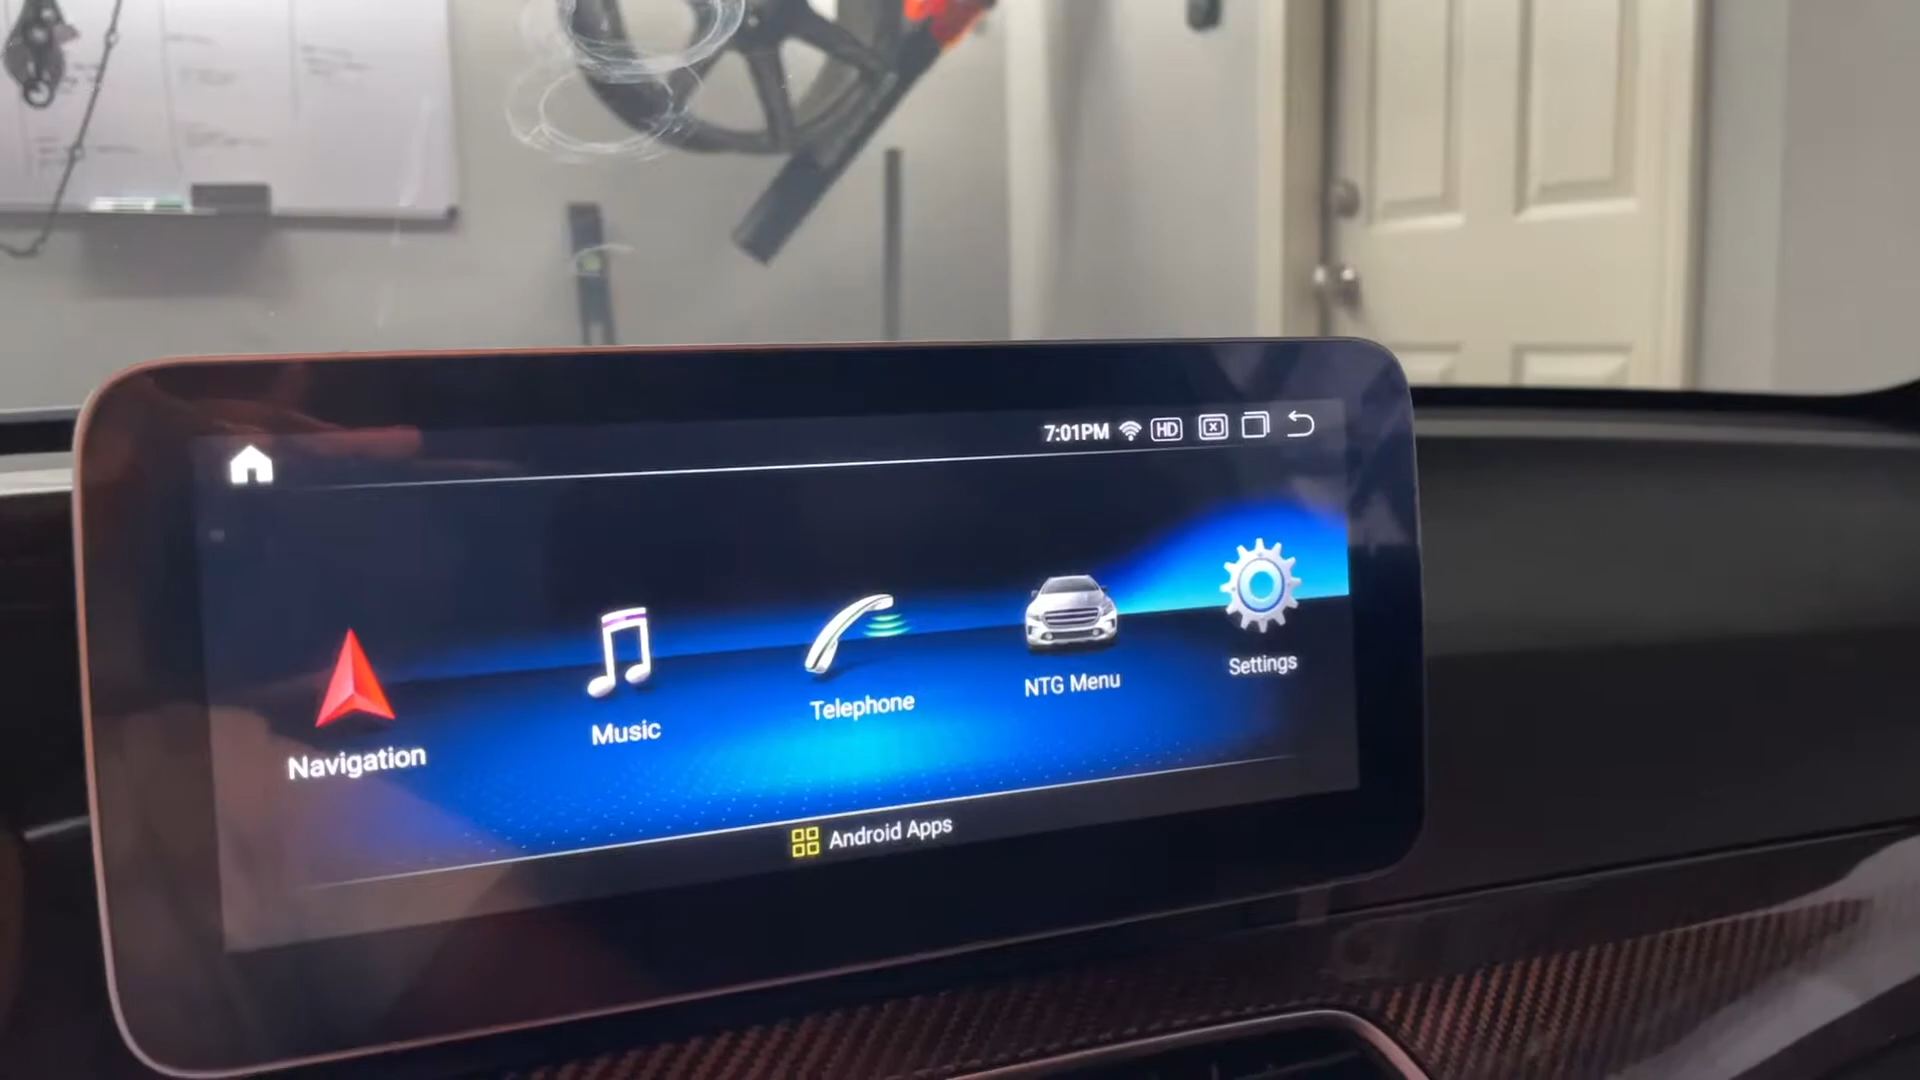 7:01PM HD
Navigation
Music
Telephone
NTG Menu
Settings
Android Apps